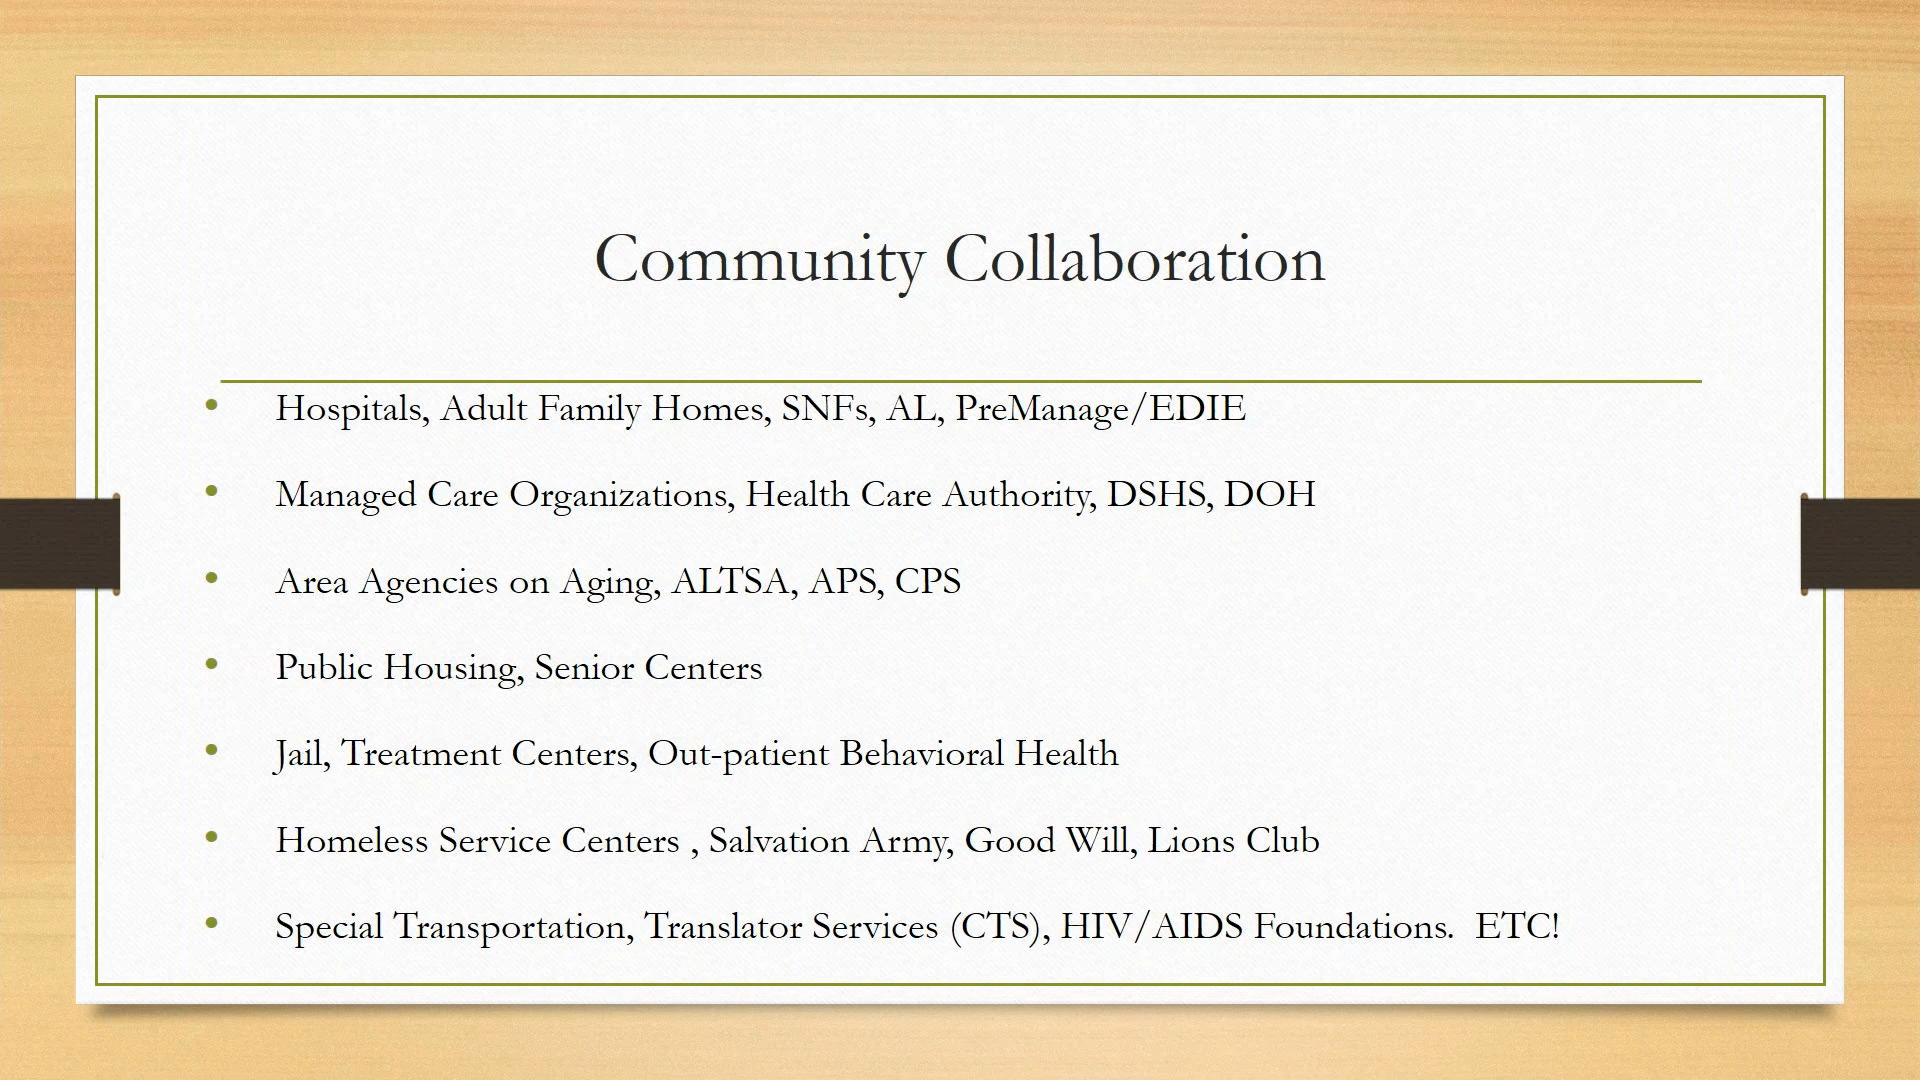 Community Collaboration
• Hospitals, Adult Family Homes, SNFs, AL, PreManage/EDIE
• Managed Care Organizations, Health Care Authority, DSHS, DOH
• Area Agencies on Aging, ALTSA, APS, CPS
• Public Housing, Senior Centers
• Jail, Treatment Centers, Out-patient Behavioral Health
• Homeless Service Centers , Salvation Army, Good Will, Lions Club
• Special Transportation, Translator Services (CTS), HIV/AIDS Foundations.  ETC!